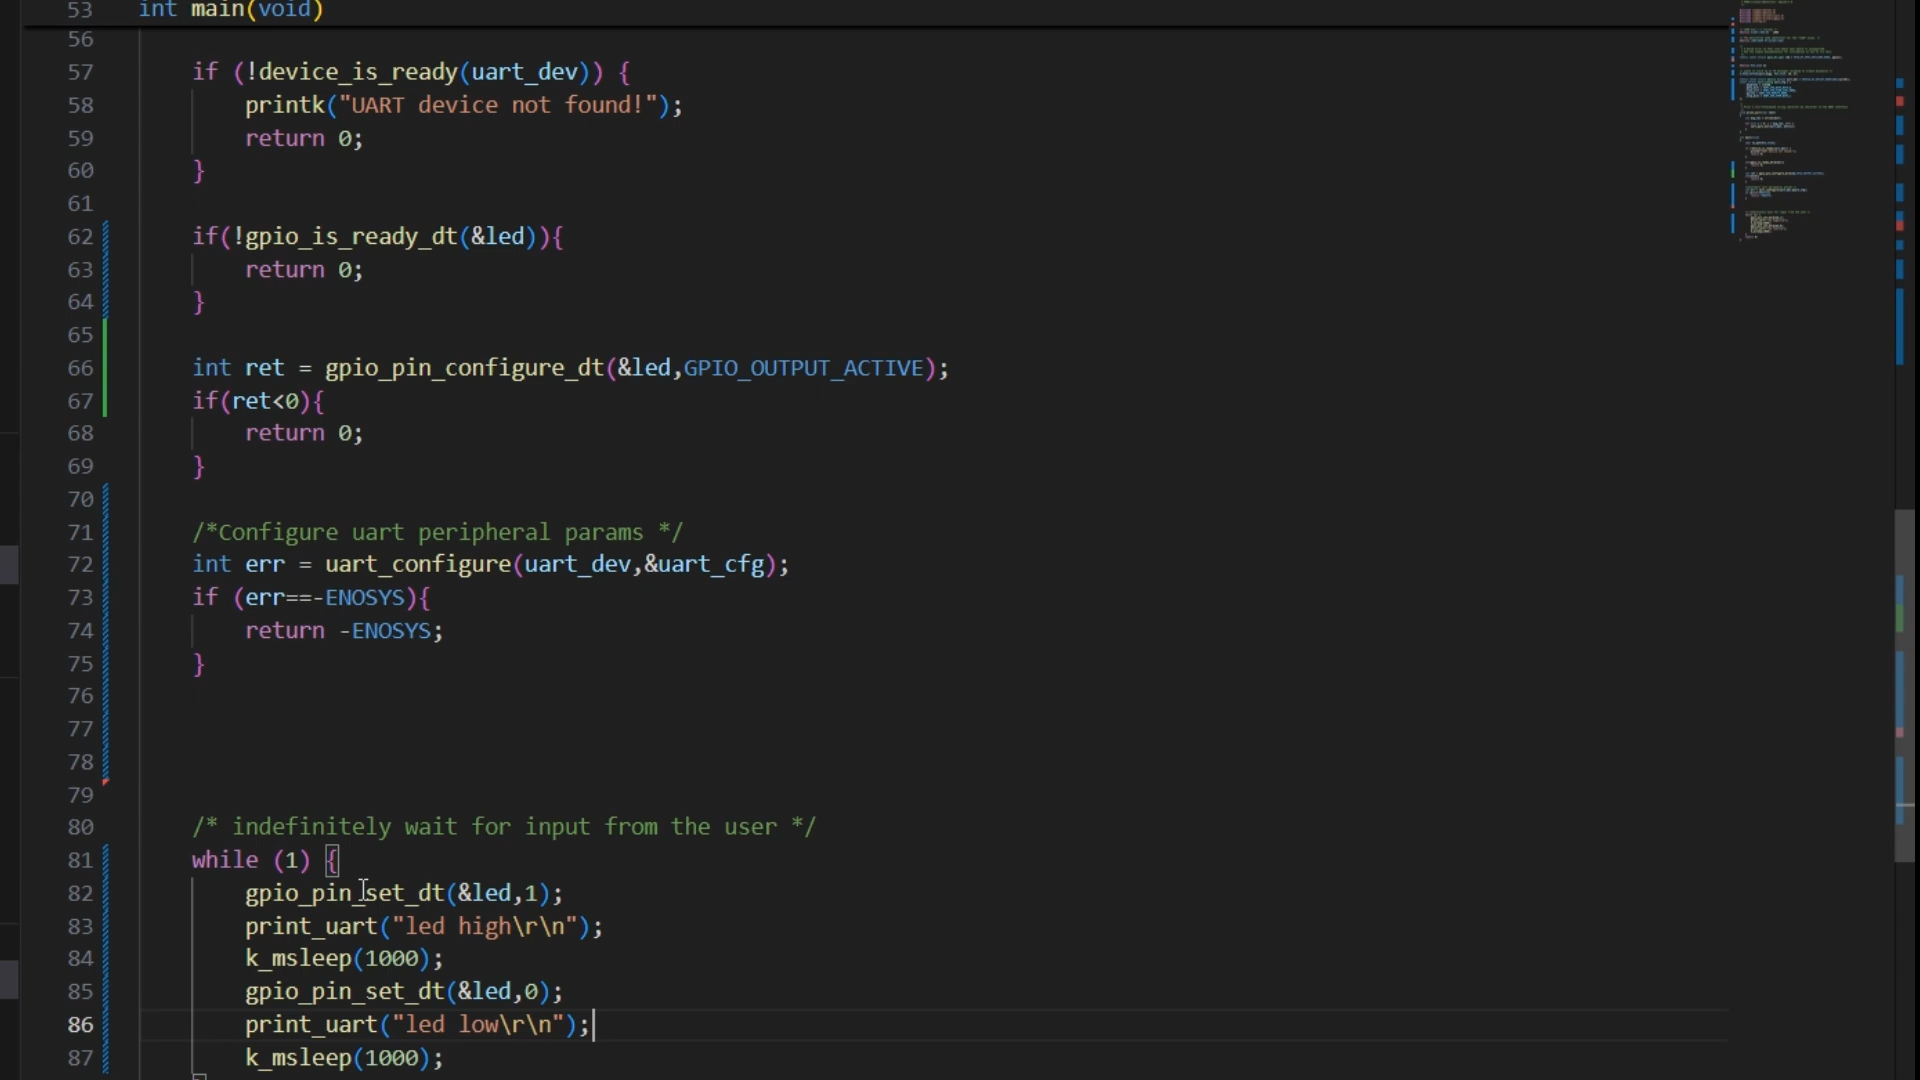 53 int main(void)
56
57 if (!device_is_ready(uart_dev)) {
58 printk("UART device not found!");
59 return 0;
60 }
61
62 if(!gpio_is_ready_dt(&led)){
63 return 0;
64 }
65
66 int ret = gpio_pin_configure_dt(&led,GPIO_OUTPUT_ACTIVE);
67 if(ret<0){
68 return 0;
69 }
70
71 /*Configure uart peripheral params */
72 int err = uart_configure(uart_dev,&uart_cfg);
73 if (err==-ENOSYS){
74 return -ENOSYS;
75 }
76
77
78
79
80 /* indefinitely wait for input from the user */
81 while (1) {
82 gpio_pin_set_dt(&led,1);
83 print_uart("led high\r\n");
84 k_msleep(1000);
85 gpio_pin_set_dt(&led,0);
86 print_uart("led low\r\n");
87 k_msleep(1000);